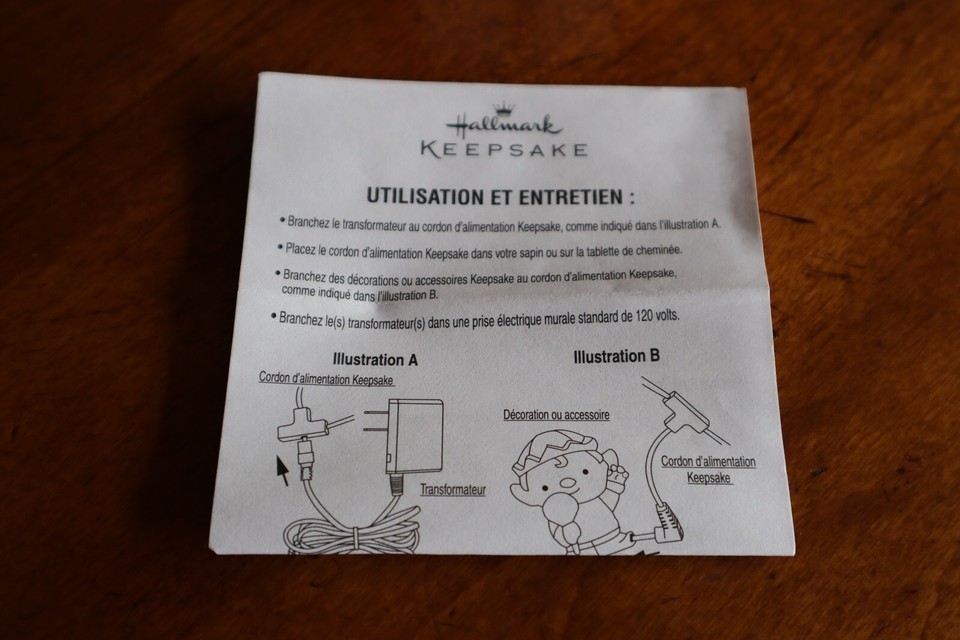 Hallmark
KEEPSAKE
UTILISATION ET ENTRETIEN :
• Branchez le transformateur au cordon d'alimentation Keepsake, comme indiqué dans l'illustration A.
• Placez le cordon d'alimentation Keepsake dans votre sapin ou sur la tablette de cheminée.
• Branchez des décorations ou accessoires Keepsake au cordon d'alimentation Keepsake,
comme indiqué dans l'illustration B.
• Branchez le(s) transformateur(s) dans une prise électrique murale standard de 120 volts.
Illustration A
Cordon d'alimentation Keepsake
Transformateur
Illustration B
Décoration ou accessoire
Cordon d'alimentation
Keepsake